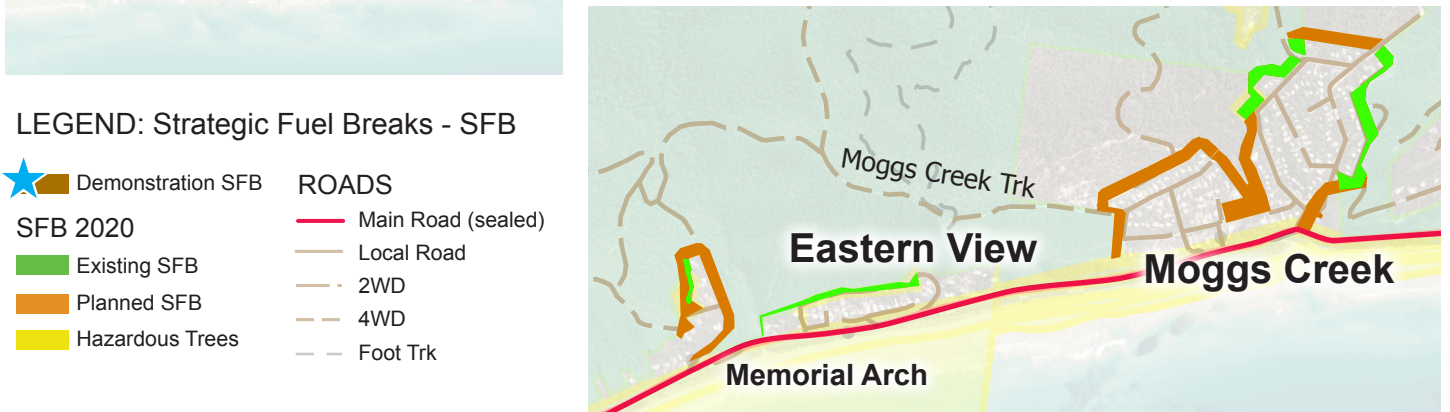 LEGEND: Strategic Fuel Breaks - SFB
Demonstration SFB
SFB 2020
Existing SFB
Planned SFB
Hazardous Trees
ROADS
Main Road (sealed)
Local Road
2WD
4WD
Foot Trk
Moggs Creek Trk
Eastern View
Moggs Creek
Memorial Arch